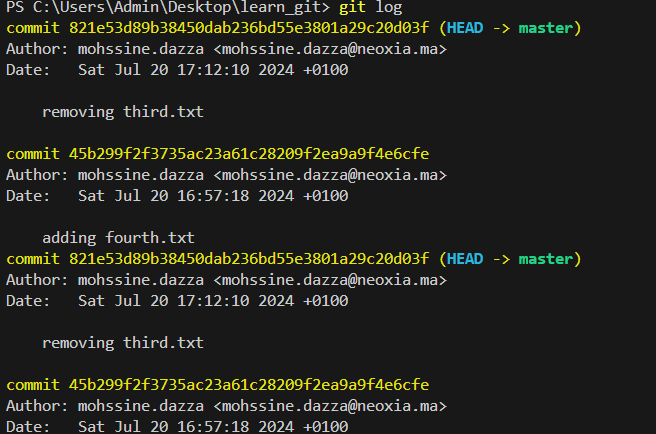 PS C:\Users\Admin\Desktop\learn_git> git log
commit 821e53d89b38450dab236bd55e3801a29c20d03f (HEAD -> master)
Author: mohssine.dazza <mohssine.dazza@neoxia.ma>
Date:   Sat Jul 20 17:12:10 2024 +0100

    removing third.txt

commit 45b299f2f3735ac23a61c28209f2ea9a9f4e6cfe
Author: mohssine.dazza <mohssine.dazza@neoxia.ma>
Date:   Sat Jul 20 16:57:18 2024 +0100

    adding fourth.txt
commit 821e53d89b38450dab236bd55e3801a29c20d03f (HEAD -> master)
Author: mohssine.dazza <mohssine.dazza@neoxia.ma>
Date:   Sat Jul 20 17:12:10 2024 +0100

    removing third.txt

commit 45b299f2f3735ac23a61c28209f2ea9a9f4e6cfe
Author: mohssine.dazza <mohssine.dazza@neoxia.ma>
Date:   Sat Jul 20 16:57:18 2024 +0100